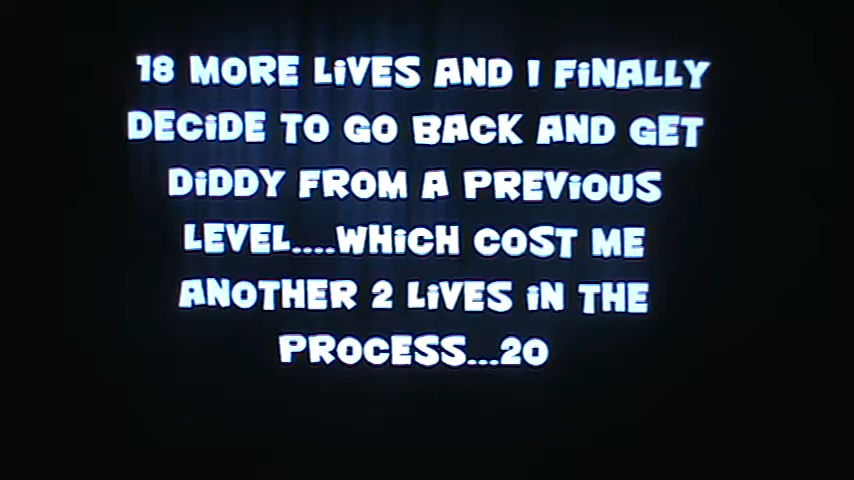 18 MORE LiVES AND I FiNALLY
DECiDE TO GO BACK AND GET
DiDDY FROM A PREViOUS
LEVEL....WHiCH COST ME
ANOTHER 2 LiVES iN THE
PROCESS...20